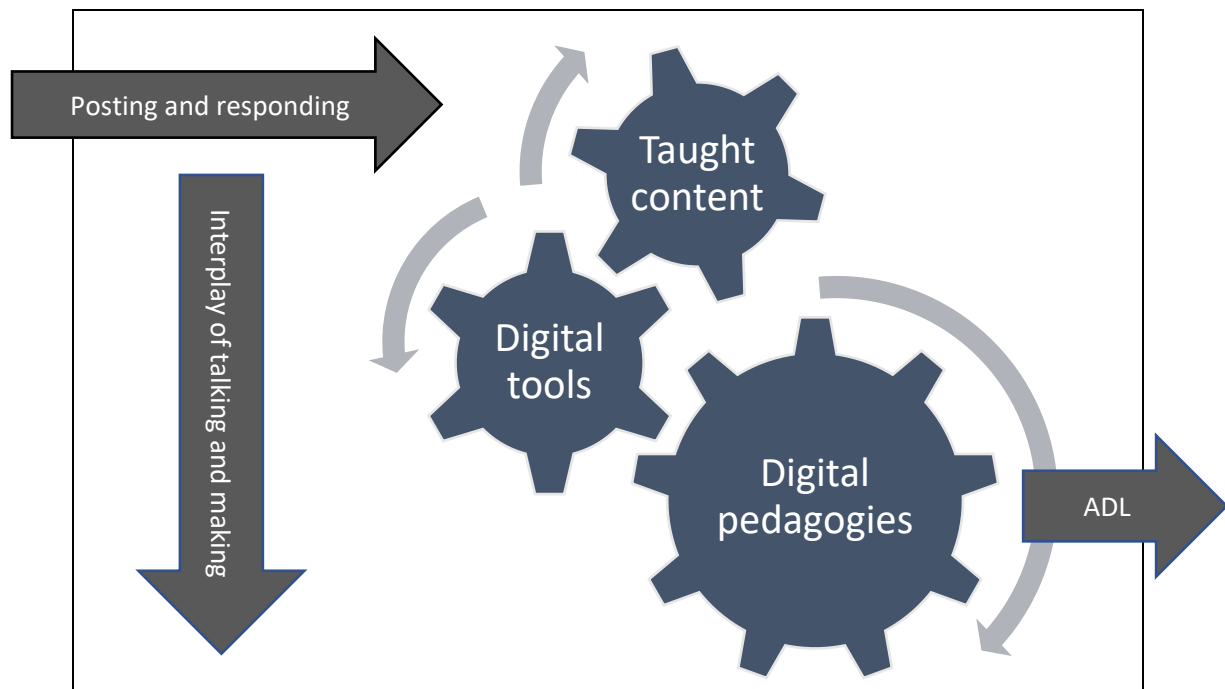 Posting and responding
Taught
content
Interplay of talking and making
Digital
tools
Digital
pedagogies
ADL